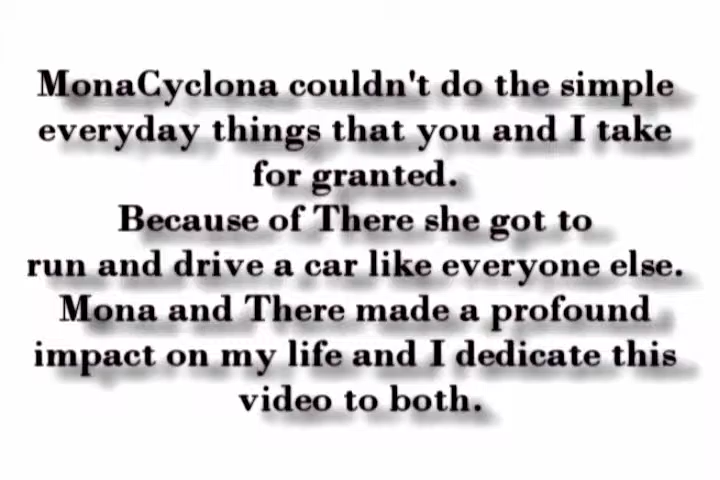 MonaCyclona couldn't do the simple
everyday things that you and I take
for granted.
Because of There she got to
run and drive a car like everyone else.
Mona and There made a profound
impact on my life and I dedicate this
video to both.